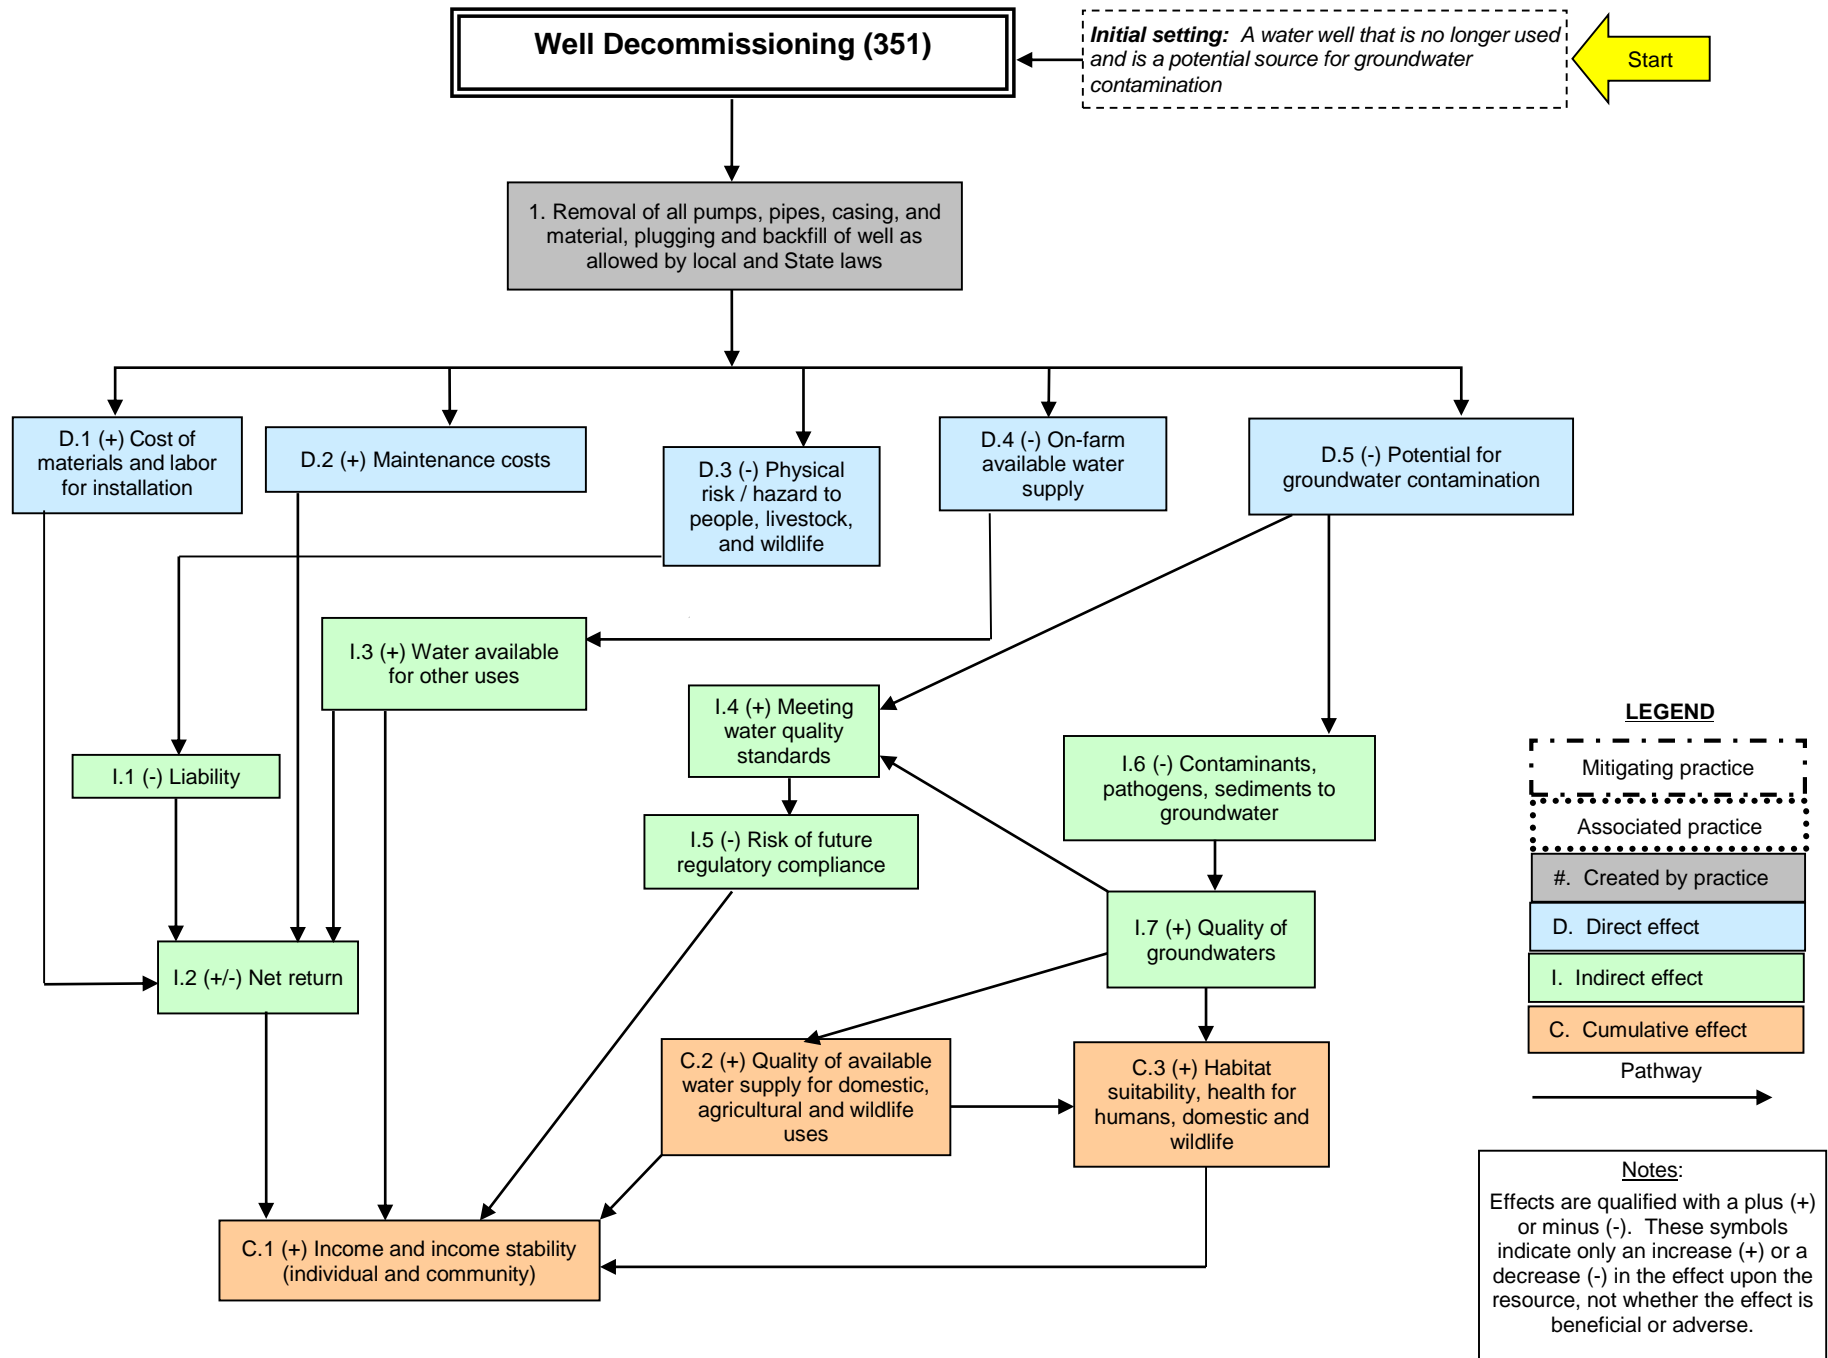 Well Decommissioning (351)
Initial setting: A water well that is no longer used
and is a potential source for groundwater
contamination
Start
1. Removal of all pumps, pipes, casing, and
material, plugging and backfill of well as
allowed by local and State laws
D.1 (+) Cost of
materials and labor
for installation
D.2 (+) Maintenance costs
D.3 (-) Physical
risk / hazard to
people, livestock,
and wildlife
D.4 (-) On-farm
available water
supply
D.5 (-) Potential for
groundwater contamination
I.3 (+) Water available
for other uses
I.4 (+) Meeting
water quality
standards
I.1 (-) Liability
I.6 (-) Contaminants,
pathogens, sediments to
groundwater
I.5 (-) Risk of future
regulatory compliance
I.7 (+) Quality of
groundwaters
I.2 (+/-) Net return
C.2 (+) Quality of available
water supply for domestic,
agricultural and wildlife
uses
C.3 (+) Habitat
suitability, health for
humans, domestic and
wildlife
C.1 (+) Income and income stability
(individual and community)
LEGEND
Mitigating practice
Associated practice
#. Created by practice
D. Direct effect
I. Indirect effect
C. Cumulative effect
Pathway
Notes:
Effects are qualified with a plus (+)
or minus (-). These symbols
indicate only an increase (+) or a
decrease (-) in the effect upon the
resource, not whether the effect is
beneficial or adverse.